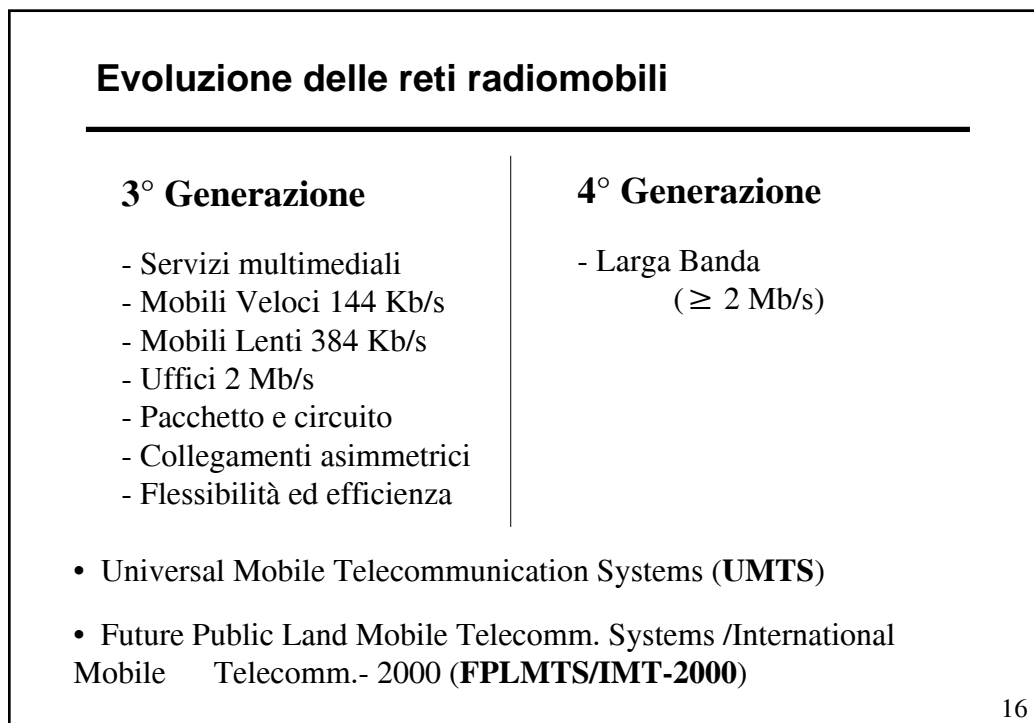 Evoluzione delle reti radiomobili
3° Generazione
- Servizi multimediali
- Mobili Veloci 144 Kb/s
- Mobili Lenti 384 Kb/s
- Uffici 2 Mb/s
- Pacchetto e circuito
- Collegamenti asimmetrici
- Flessibilità ed efficienza
4° Generazione
- Larga Banda
(≥ 2 Mb/s)
• Universal Mobile Telecommunication Systems (UMTS)
• Future Public Land Mobile Telecomm. Systems /International
Mobile Telecomm.- 2000 (FPLMTS/IMT-2000)
16